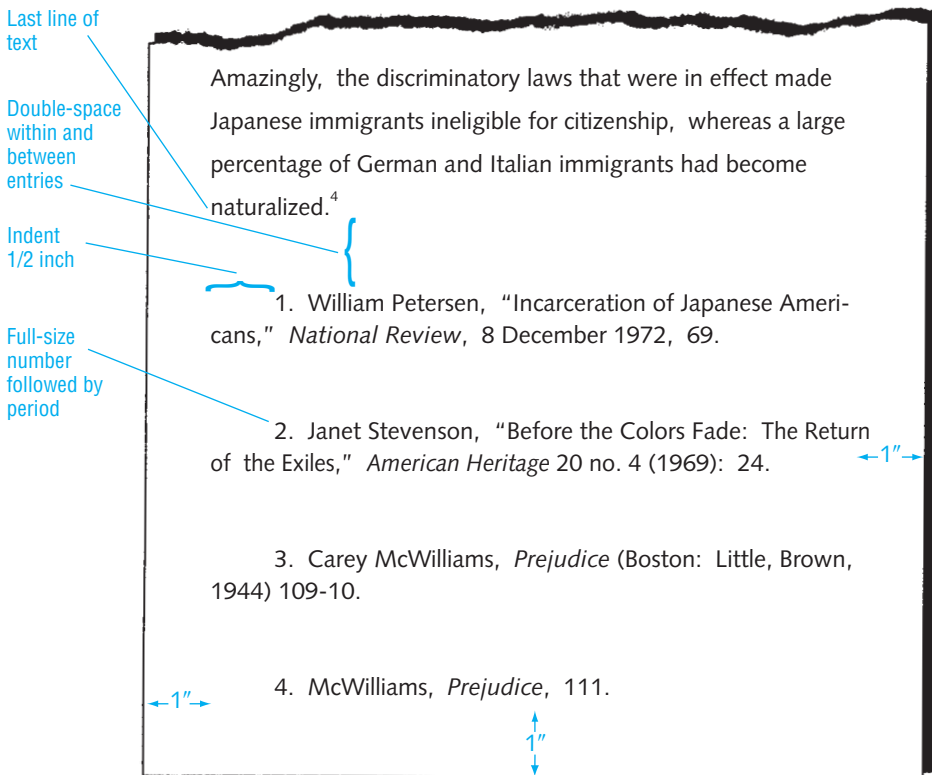 Last line of
text
Double-space
within and
between
entries
Indent
1/2 inch
Full-size
number
followed by
period
Amazingly, the discriminatory laws that were in effect made
Japanese immigrants ineligible for citizenship, whereas a large
percentage of German and Italian immigrants had become
naturalized.4
1. William Petersen, “Incarceration of Japanese Ameri-
cans,” National Review, 8 December 1972, 69.
2. Janet Stevenson, “Before the Colors Fade: The Return
of the Exiles,” American Heritage 20 no. 4 (1969): 24.
1″
3. Carey McWilliams, Prejudice (Boston: Little, Brown,
1944) 109-10.
4. McWilliams, Prejudice, 111.
1″
1″